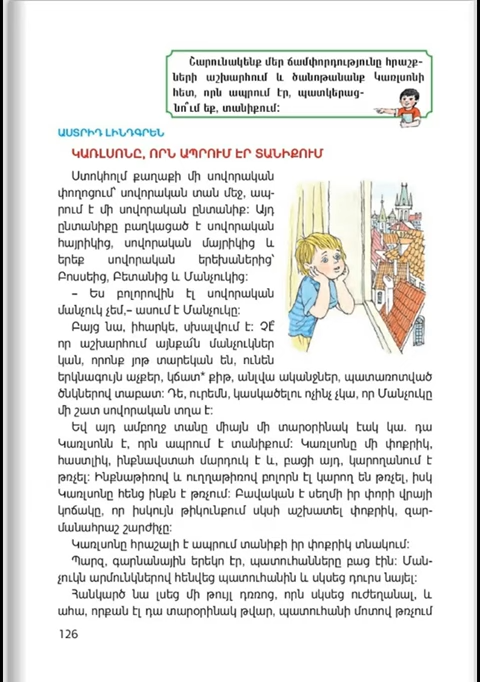 Շարունակենք մեր ճամփորդությունը հրաշք-
ների աշխարհում և ծանոթանանք Կառլսոնի
հետ, որն ապրում էր, պատկերաց-
նո՞ւմ եք, տանիքում:
ԱՍՏՐԻԴ ԼԻՆԴԳՐԵՆ
ԿԱՌԼՍՈՆԸ, ՈՐՆ ԱՊՐՈՒՄ ԷՐ ՏԱՆԻՔՈՒՄ
Ստոկհոլմ քաղաքի մի սովորական
փողոցում՝ սովորական տան մեջ, ապ-
րում է մի սովորական ընտանիք: Այդ
ընտանիքը բաղկացած է սովորական
հայրիկից, սովորական մայրիկից և
երեք սովորական երեխաներից՝
Բոսսեից, Բետանից և Մանչուկից:
– Ես բոլորովին էլ սովորական
մանչուկ չեմ,– ասում է Մանչուկը:
Բայց նա, իհարկե, սխալվում է: Չէ՞
որ աշխարհում այնքա՜ն մանչուկներ
կան, որոնք յոթ տարեկան են, ունեն
երկնագույն աչքեր, կճատ* քիթ, անլվա ականջներ, պատառոտված
ծնկներով տաբատ: Դե, ուրեմն, կասկածելու ոչինչ չկա, որ Մանչուկը
մի շատ սովորական տղա է:
Եվ այդ ամբողջ տանը միայն մի տարօրինակ էակ կա. դա
Կառլսոնն է, որն ապրում է տանիքում: Կառլսոնը մի փոքրիկ,
հաստլիկ, ինքնավստահ մարդուկ է և, բացի այդ, կարողանում է
թռչել: Ինքնաթիռով և ուղղաթիռով բոլորն էլ կարող են թռչել, իսկ
Կառլսոնը հենց ինքն է թռչում: Բավական է սեղմի իր փորի վրայի
կոճակը, որ իսկույն թիկունքում սկսի աշխատել փոքրիկ, զար-
մանահրաշ շարժիչը:
Կառլսոնը հրաշալի է ապրում տանիքի իր փոքրիկ տնակում:
Պարզ, գարնանային երեկո էր, պատուհանները բաց էին: Ման-
չուկն արմունկներով հենվեց պատուհանին և սկսեց դուրս նայել:
Հանկարծ նա լսեց մի թույլ դռռոց, որն սկսեց ուժեղանալ, և
ահա, որքան էլ դա տարօրինակ թվար, պատուհանի մոտով թռչում
126